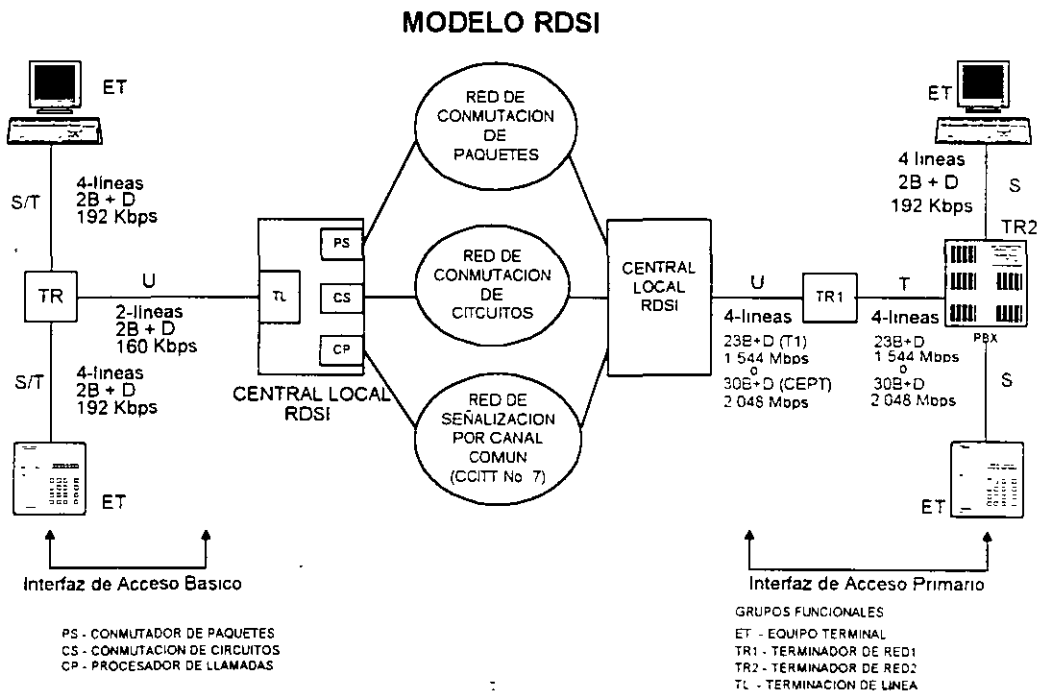 MODELO RDSI
ET
S/T
4-lineas
2B + D
192 Kbps
TR
U
2-lineas
2B + D
160 Kbps
S/T
4-lineas
2B + D
192 Kbps
ET
Interfaz de Acceso Basico
PS
TL
CS
CP
CENTRAL LOCAL
RDSI
RED DE
CONMUTACION
DE
PAQUETES
RED DE
CONMUTACION
DE
CITCUITOS
RED DE
SEÑALIZACION
POR CANAL
COMUN
(CCITT No 7)
CENTRAL
LOCAL
RDSI
U
4-lineas
23B+D (T1)
1 544 Mbps
o
30B+D (CEPT)
2 048 Mbps
TR1
T
4-lineas
23B+D
1 544 Mbps
o
30B+D
2 048 Mbps
ET
4 lineas
2B + D
192 Kbps
S
TR2
PBX
S
ET
Interfaz de Acceso Primario
PS - CONMUTADOR DE PAQUETES
CS - CONMUTACION DE CIRCUITOS
CP - PROCESADOR DE LLAMADAS
GRUPOS FUNCIONALES
ET - EQUIPO TERMINAL
TR1 - TERMINADOR DE RED1
TR2 - TERMINADOR DE RED2
TL - TERMINACION DE LINEA